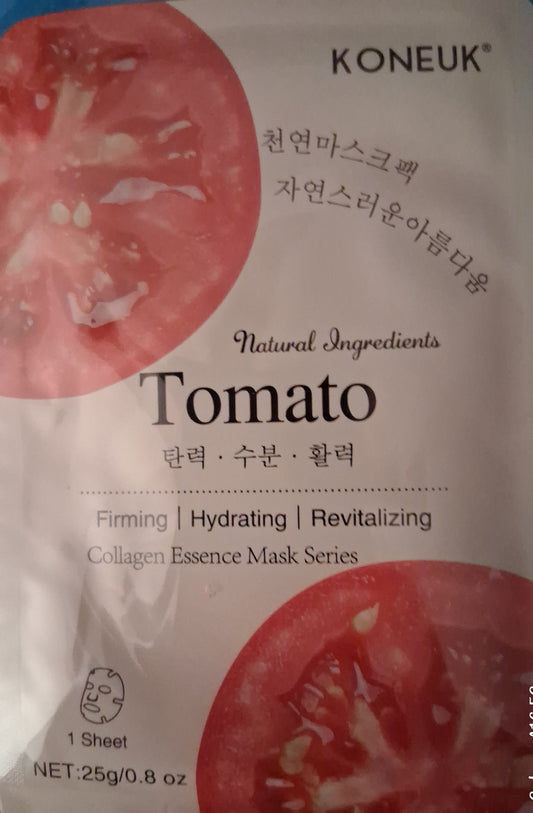 KONEUK®
천연마스크팩
자연스러운아름다움
Natural Ingredients
Tomato
탄력 · 수분 · 활력
Firming | Hydrating | Revitalizing
Collagen Essence Mask Series
1 Sheet
NET:25g/0.8 oz